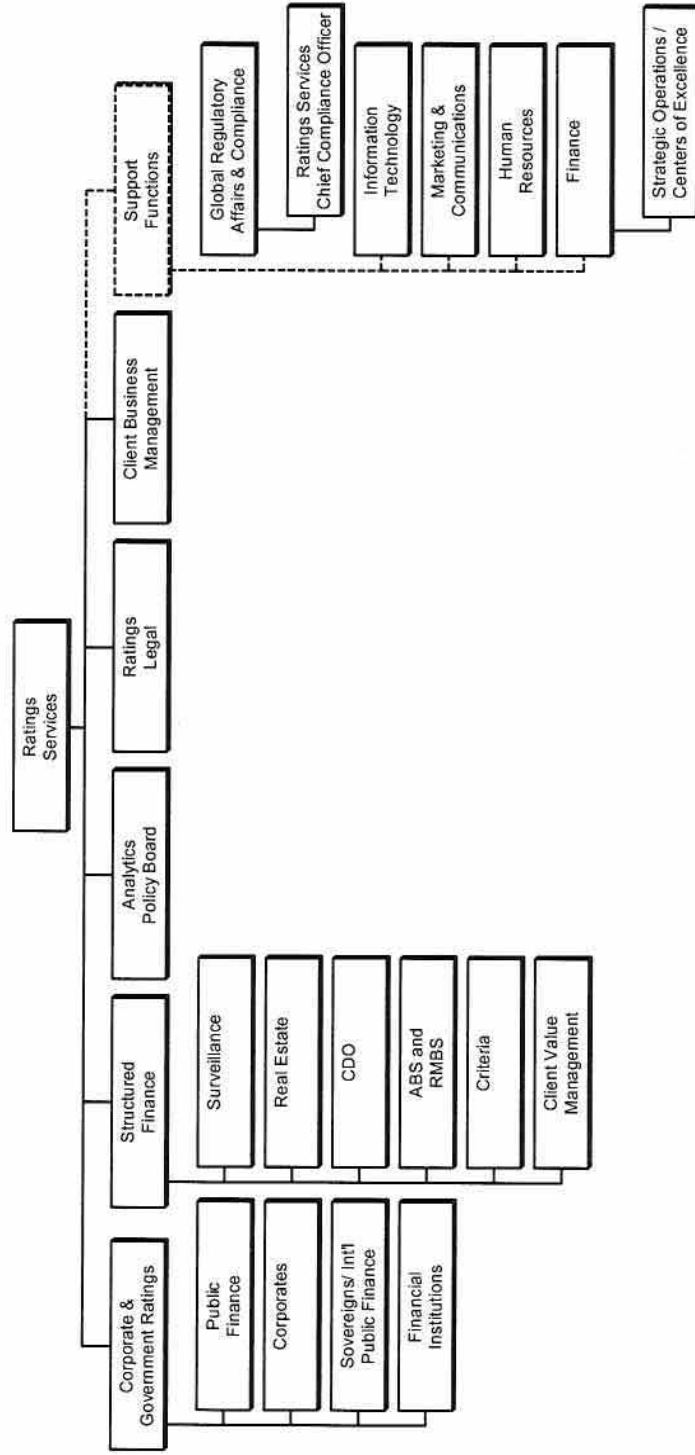 Ratings
Services
Corporate &
Government Ratings
Public
Finance
Corporates
Sovereigns/ Int'l
Public Finance
Financial
Institutions
Structured
Finance
Surveillance
Real Estate
CDO
ABS and
RMBS
Criteria
Client Value
Management
Analytics
Policy Board
Ratings
Legal
Client Business
Management
Support
Functions
Global Regulatory
Affairs & Compliance
Ratings Services
Chief Compliance Officer
Information
Technology
Marketing &
Communications
Human
Resources
Finance
Strategic Operations /
Centers of Excellence